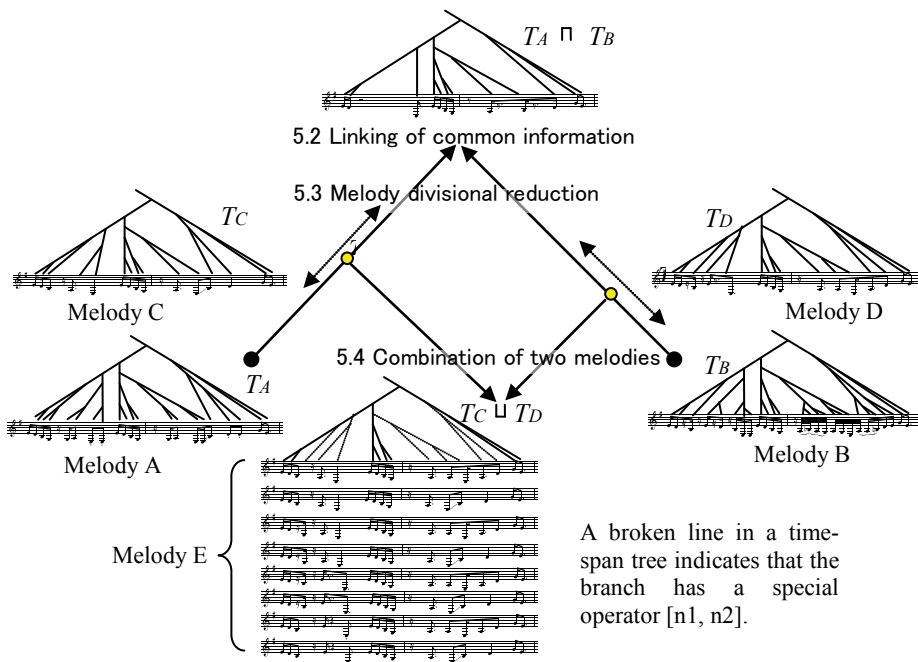 TA ⊓ TB
5.2 Linking of common information
5.3 Melody divisional reduction
TC
TD
Melody C
Melody D
5.4 Combination of two melodies
TA
TB
TC ⊔ TD
Melody A
Melody B
Melody E
A broken line in a time-
span tree indicates that the
branch has a special
operator [n1, n2].